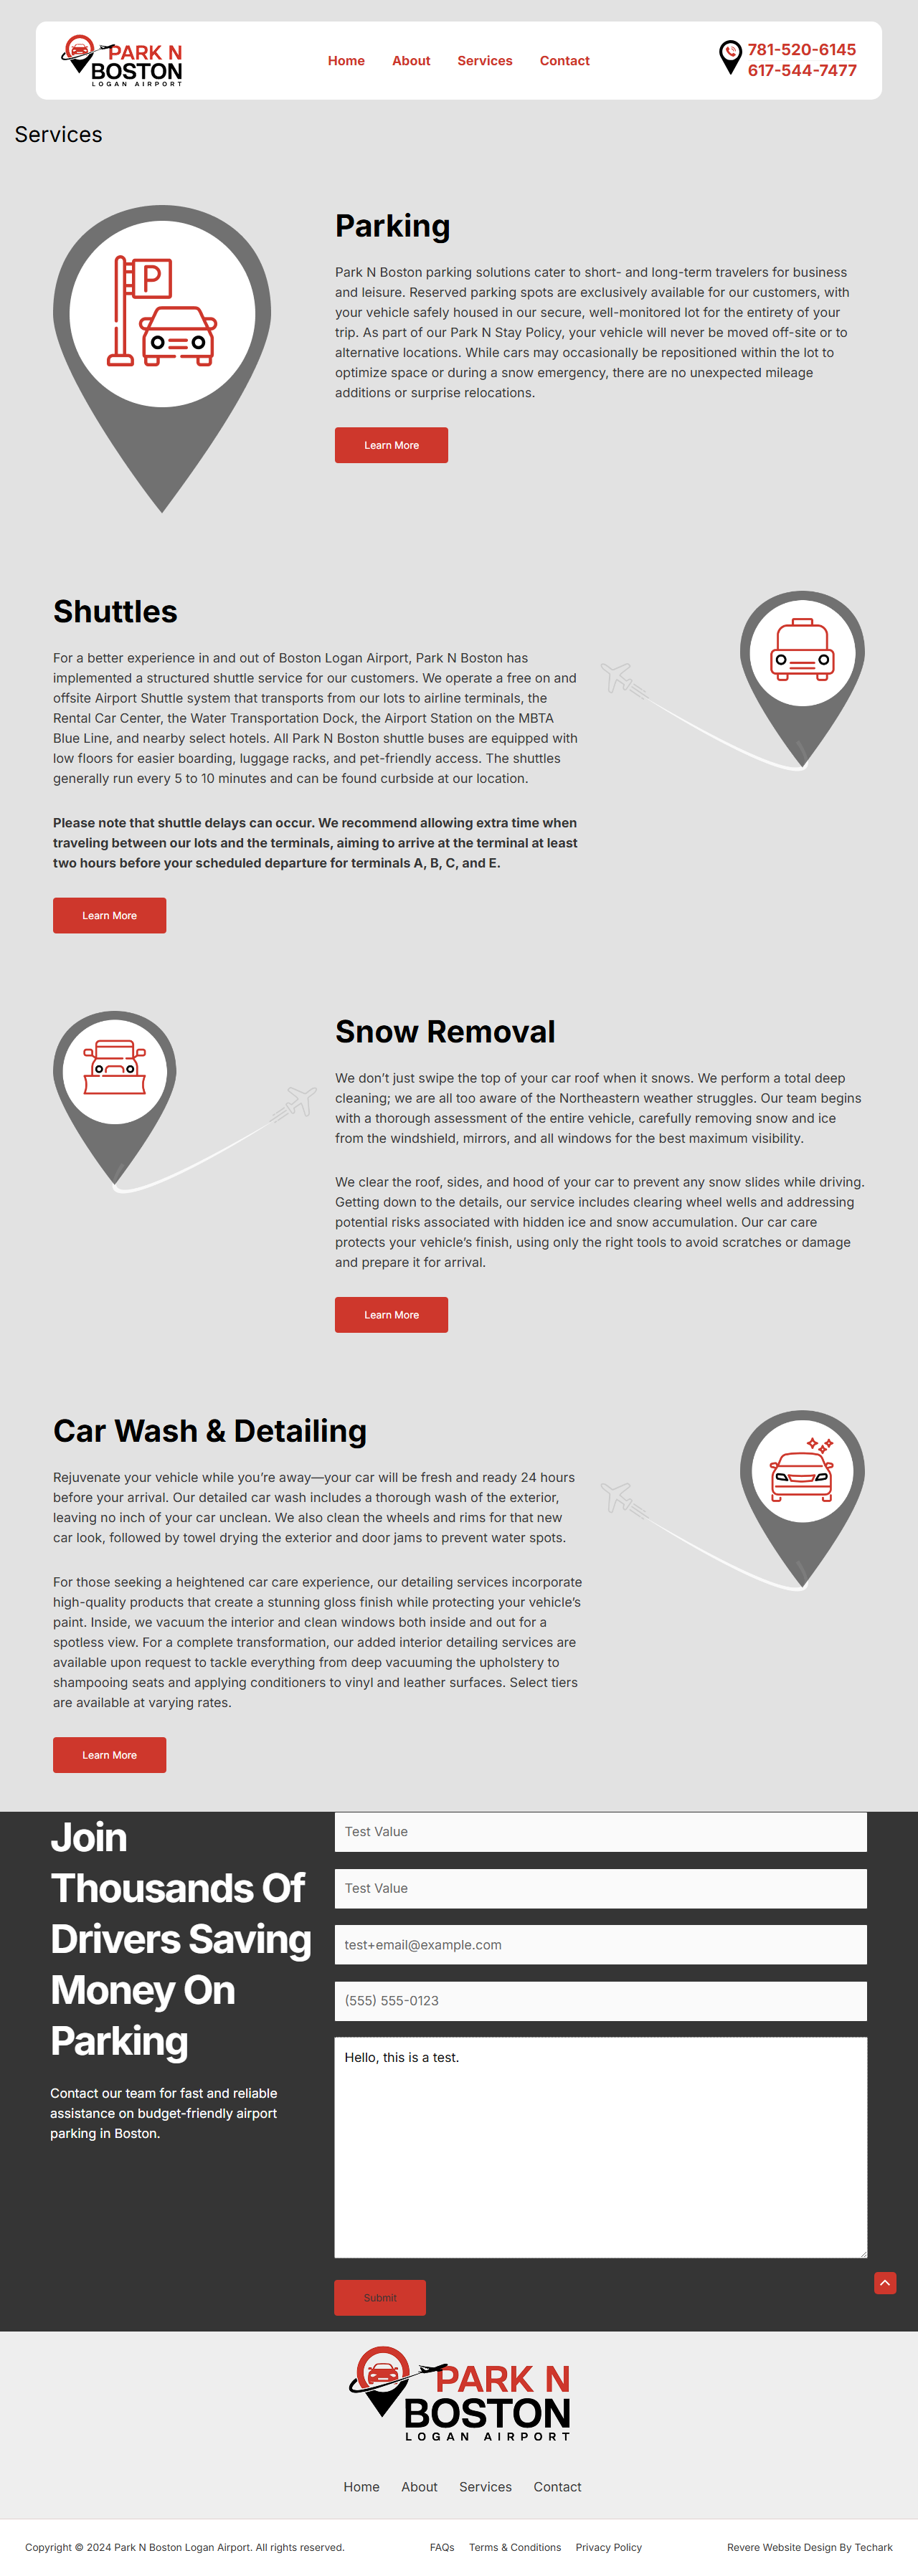 PARK N
BOSTON
LOGAN AIRPORT
Home
About
Services
Contact
781-520-6145
617-544-7477
Services
P
Parking
Park N Boston parking solutions cater to short- and long-term travelers for business
and leisure. Reserved parking spots are exclusively available for our customers, with
your vehicle safely housed in our secure, well-monitored lot for the entirety of your
trip. As part of our Park N Stay Policy, your vehicle will never be moved off-site or to
alternative locations. While cars may occasionally be repositioned within the lot to
optimize space or during a snow emergency, there are no unexpected mileage
additions or surprise relocations.
Learn More
Shuttles
For a better experience in and out of Boston Logan Airport, Park N Boston has
implemented a structured shuttle service for our customers. We operate a free on and
offsite Airport Shuttle system that transports from our lots to airline terminals, the
Rental Car Center, the Water Transportation Dock, the Airport Station on the MBTA
Blue Line, and nearby select hotels. All Park N Boston shuttle buses are equipped with
low floors for easier boarding, luggage racks, and pet-friendly access. The shuttles
generally run every 5 to 10 minutes and can be found curbside at our location.
Please note that shuttle delays can occur. We recommend allowing extra time when
traveling between our lots and the terminals, aiming to arrive at the terminal at least
two hours before your scheduled departure for terminals A, B, C, and E.
Learn More
Snow Removal
We don’t just swipe the top of your car roof when it snows. We perform a total deep
cleaning; we are all too aware of the Northeastern weather struggles. Our team begins
with a thorough assessment of the entire vehicle, carefully removing snow and ice
from the windshield, mirrors, and all windows for the best maximum visibility.
We clear the roof, sides, and hood of your car to prevent any snow slides while driving.
Getting down to the details, our service includes clearing wheel wells and addressing
potential risks associated with hidden ice and snow accumulation. Our car care
protects your vehicle’s finish, using only the right tools to avoid scratches or damage
and prepare it for arrival.
Learn More
Car Wash & Detailing
Rejuvenate your vehicle while you’re away—your car will be fresh and ready 24 hours
before your arrival. Our detailed car wash includes a thorough wash of the exterior,
leaving no inch of your car unclean. We also clean the wheels and rims for that new
car look, followed by towel drying the exterior and door jams to prevent water spots.
For those seeking a heightened car care experience, our detailing services incorporate
high-quality products that create a stunning gloss finish while protecting your vehicle’s
paint. Inside, we vacuum the interior and clean windows both inside and out for a
spotless view. For a complete transformation, our added interior detailing services are
available upon request to tackle everything from deep vacuuming the upholstery to
shampooing seats and applying conditioners to vinyl and leather surfaces. Select tiers
are available at varying rates.
Learn More
Join
Thousands Of
Drivers Saving
Money On
Parking
Contact our team for fast and reliable
assistance on budget-friendly airport
parking in Boston.
Test Value
Test Value
test+email@example.com
(555) 555-0123
Hello, this is a test.
Submit
PARK N
BOSTON
LOGAN AIRPORT
Home
About
Services
Contact
Copyright © 2024 Park N Boston Logan Airport. All rights reserved.
FAQs
Terms & Conditions
Privacy Policy
Revere Website Design By Techark